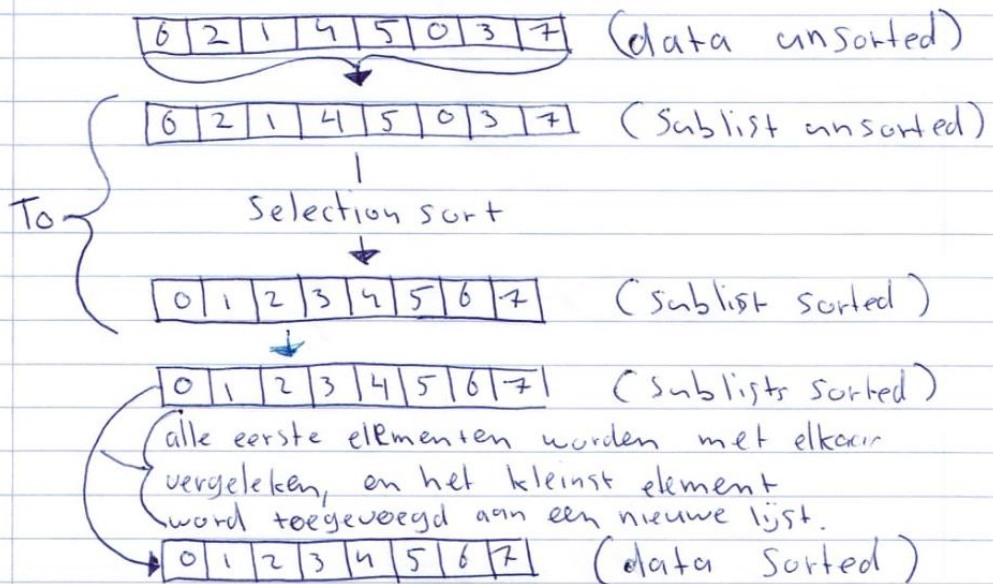 6 2 1 4 5 0 3 7 (data unsorted)
6 2 1 4 5 0 3 7 (Sublist unsorted)
To
Selection sort
0 1 2 3 4 5 6 7 (Sublist sorted)
0 1 2 3 4 5 6 7 (Sublists sorted)
alle eerste elementen worden met elkaar
vergeleken, en het kleinst element
word toegevoegd aan een nieuwe lijst.
0 1 2 3 4 5 6 7 (data Sorted)